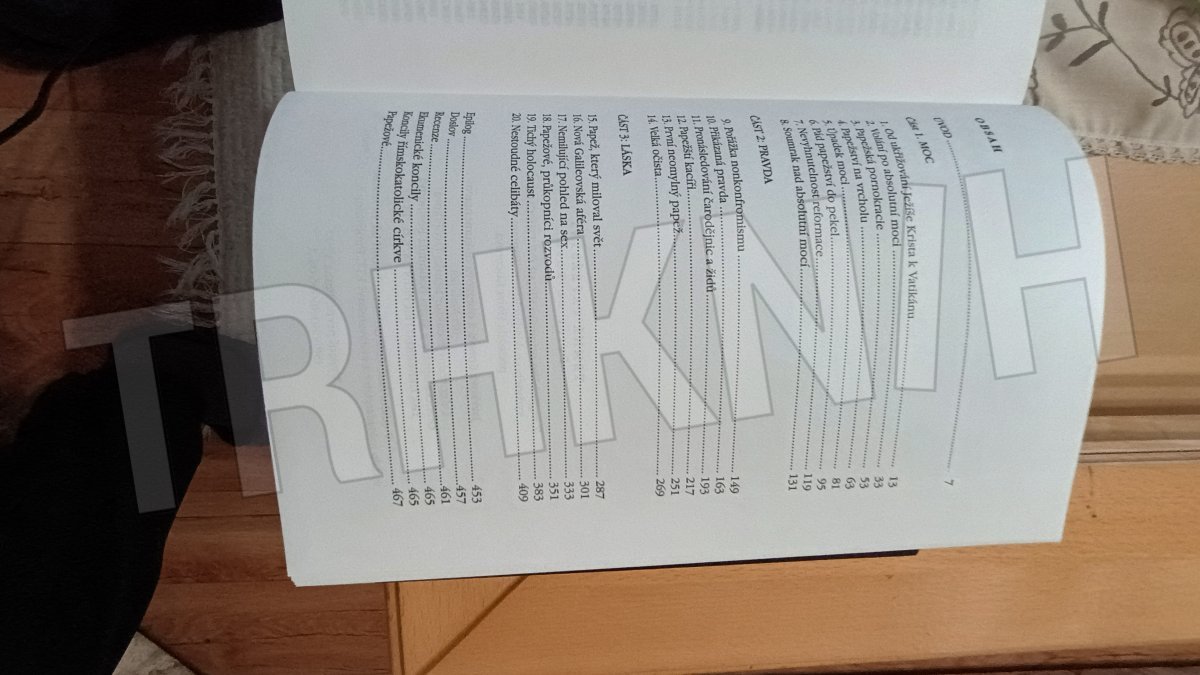 OBSAH
ÚVOD ........ 7
ČÁST 1: MOC
1. Od ukřižování Ježíše Krista k Vatikánu ........ 13
2. Volání po absolutní moci ........ 33
3. Papežská pornokracie ........ 53
4. Papežství na vrcholu ........ 63
5. Úpadek moci ........ 81
6. Pád papežství do pekel ........ 95
7. Nevyhnutelnost reformace ........ 119
8. Soumrak nad absolutní mocí ........ 131
ČÁST 2: PRAVDA
9. Porážka nonkonfromismu ........ 149
10. Přikázaná pravda ........ 163
11. Pronásledování čarodějnic a židů ........ 193
12. Papežští kacíři ........ 217
13. První neomylný papež ........ 251
14. Velká očista ........ 269
ČÁST 3: LÁSKA
15. Papež, který miloval svět ........ 287
16. Nová Galileovská aféra ........ 301
17. Nemilující pohled na sex ........ 333
18. Papežové, průkopníci rozvodů ........ 351
19. Tichý holocaust ........ 383
20. Nestoudné celibáty ........ 409
Epilog ........ 453
Doslov ........ 457
Recenze ........ 461
Ekumenické koncily ........ 465
Koncily římskokatolické církve ........ 465
Papežové ........ 467
TRHKNIH